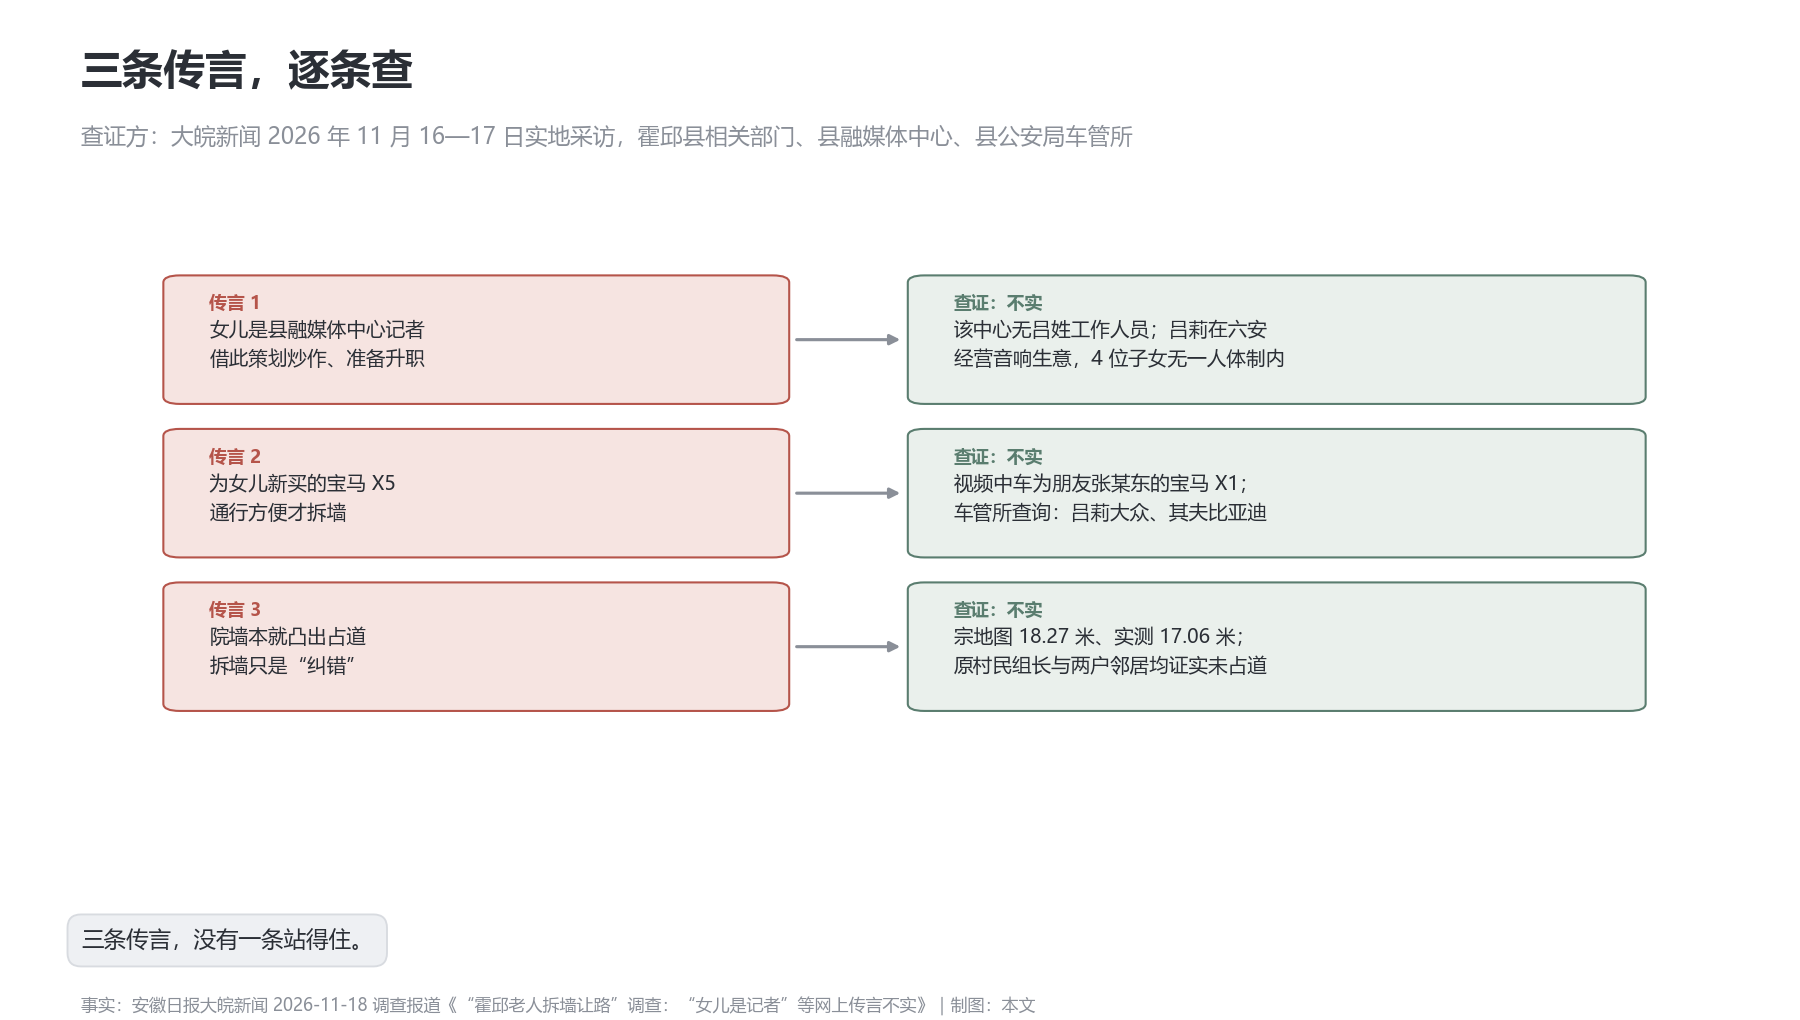 三条传言，逐条查
查证方：大皖新闻 2026 年 11 月 16—17 日实地采访，霍邱县相关部门、县融媒体中心、县公安局车管所
传言 1
女儿是县融媒体中心记者
借此策划炒作、准备升职
查证：不实
该中心无吕姓工作人员；吕莉在六安
经营音响生意，4 位子女无一人体制内
传言 2
为女儿新买的宝马 X5
通行方便才拆墙
查证：不实
视频中车为朋友张某东的宝马 X1；
车管所查询：吕莉大众、其夫比亚迪
传言 3
院墙本就凸出占道
拆墙只是“纠错”
查证：不实
宗地图 18.27 米、实测 17.06 米；
原村民组长与两户邻居均证实未占道
三条传言，没有一条站得住。
事实：安徽日报大皖新闻 2026-11-18 调查报道《“霍邱老人拆墙让路”调查：“女儿是记者”等网上传言不实》 | 制图：本文